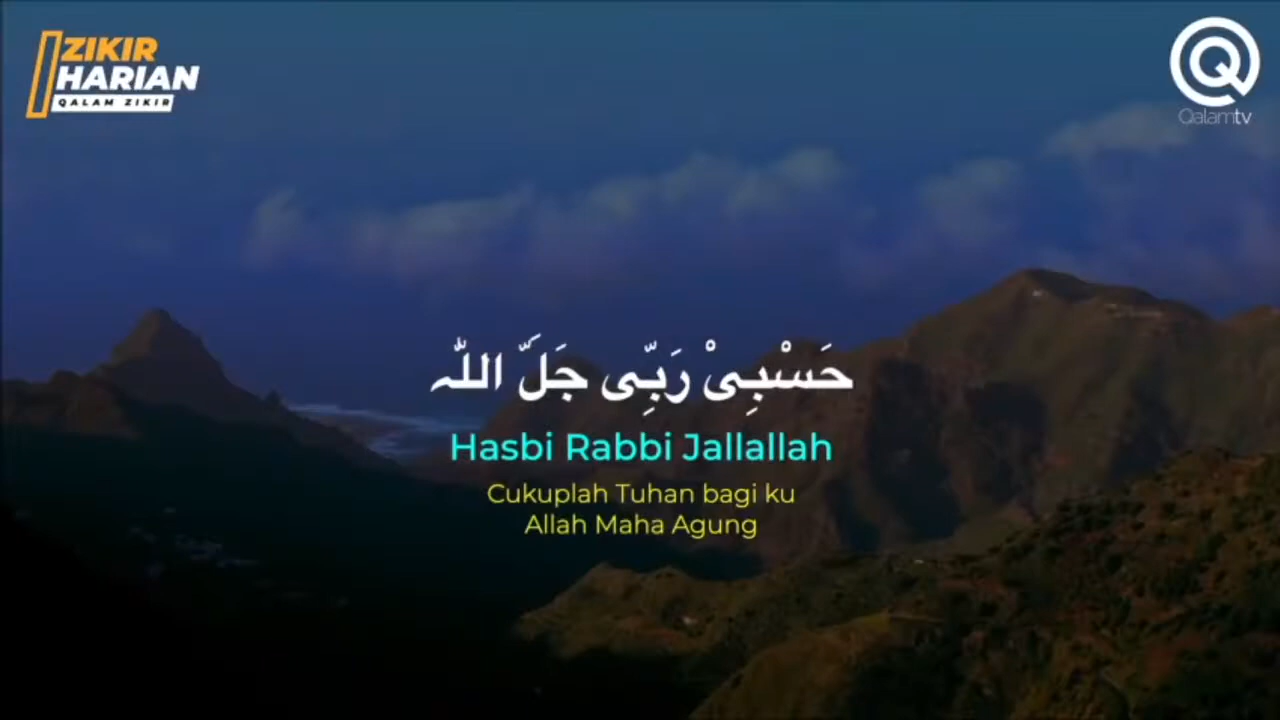 ZIKIR
HARIAN
QALAM ZIKIR
Qalamtv
حَسْبِىْ رَبِّى جَلَّ اللّٰه
Hasbi Rabbi Jallallah
Cukuplah Tuhan bagi ku
Allah Maha Agung